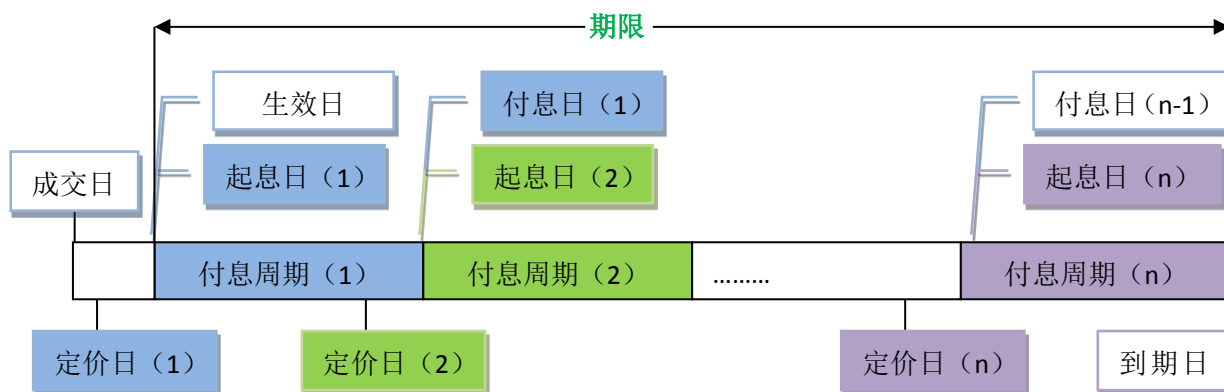 期限
生效日
付息日（1）
付息日（n-1）
成交日
起息日（1）
起息日（2）
起息日（n）
付息周期（1）
付息周期（2）
………
付息周期（n）
定价日（1）
定价日（2）
定价日（n）
到期日